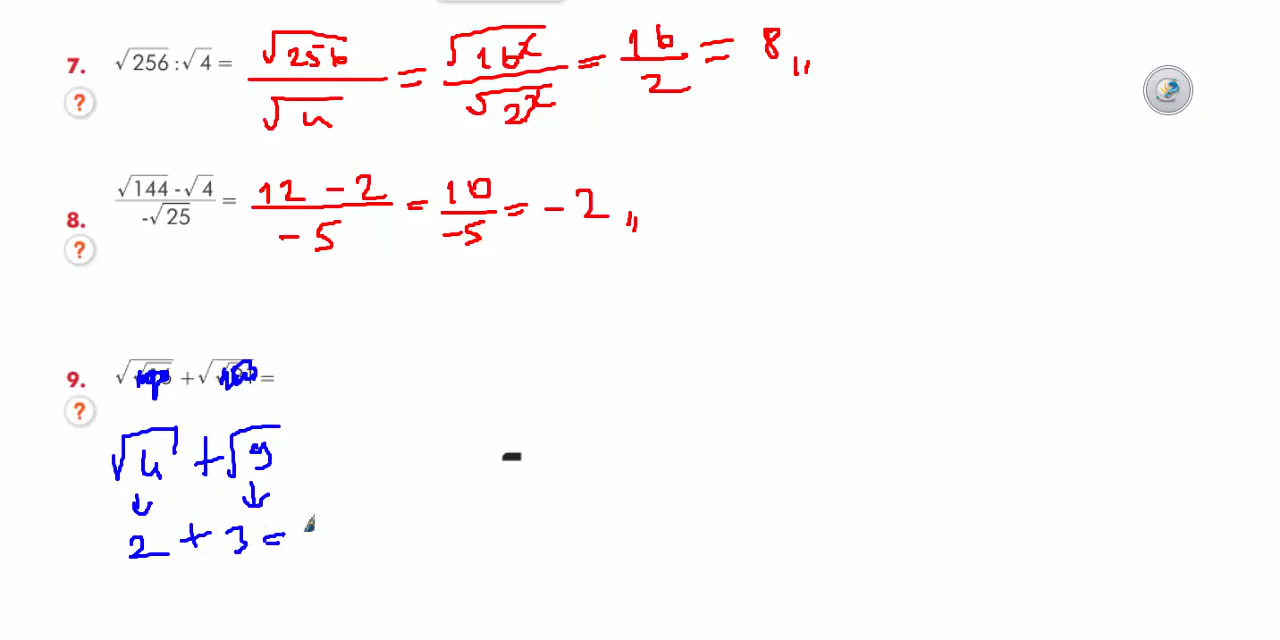 7. √256 : √4 = √256/√4 = √16²/√2² = 16/2 = 8,,
?
8. (√144 - √4)/(-√25) = (12 - 2)/(-5) = 10/-5 = -2,,
?
9. + =
?
√4 + √9
↓ ↓
2 + 3 =